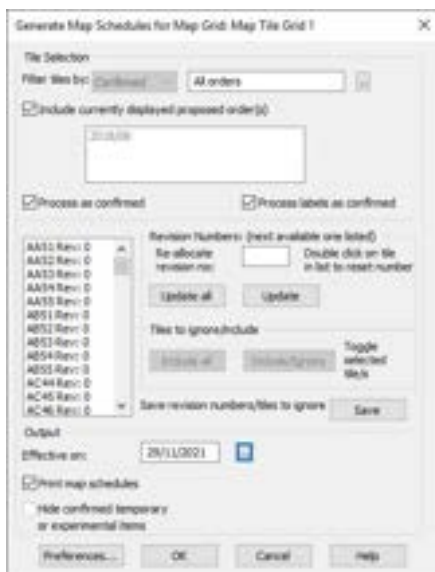 Generate Map Schedules for Map Grid: Map Tile Grid 1
Tile Selection
Filter tiles by: Confirmed All orders
Include currently displayed proposed order(s)
Process as confirmed Process labels as confirmed
AA51 Rev: 0
AA52 Rev: 0
AA53 Rev: 0
AA54 Rev: 0
AA55 Rev: 0
AB51 Rev: 0
AB52 Rev: 0
AB53 Rev: 0
AB54 Rev: 0
AB55 Rev: 0
AC44 Rev: 0
AC45 Rev: 0
AC46 Rev: 0
Revision Numbers: (next available one listed)
Re-allocate
revision no:
Double click on tile
in list to reset number
Update all Update
Tiles to ignore/include
Include all Include/Ignore
Toggle
selected
tile/s
Save revision numbers/tiles to ignore Save
Output
Effective on: 29/11/2021
Print map schedules
Hide confirmed temporary
or experimental items
Preferences... OK Cancel Help